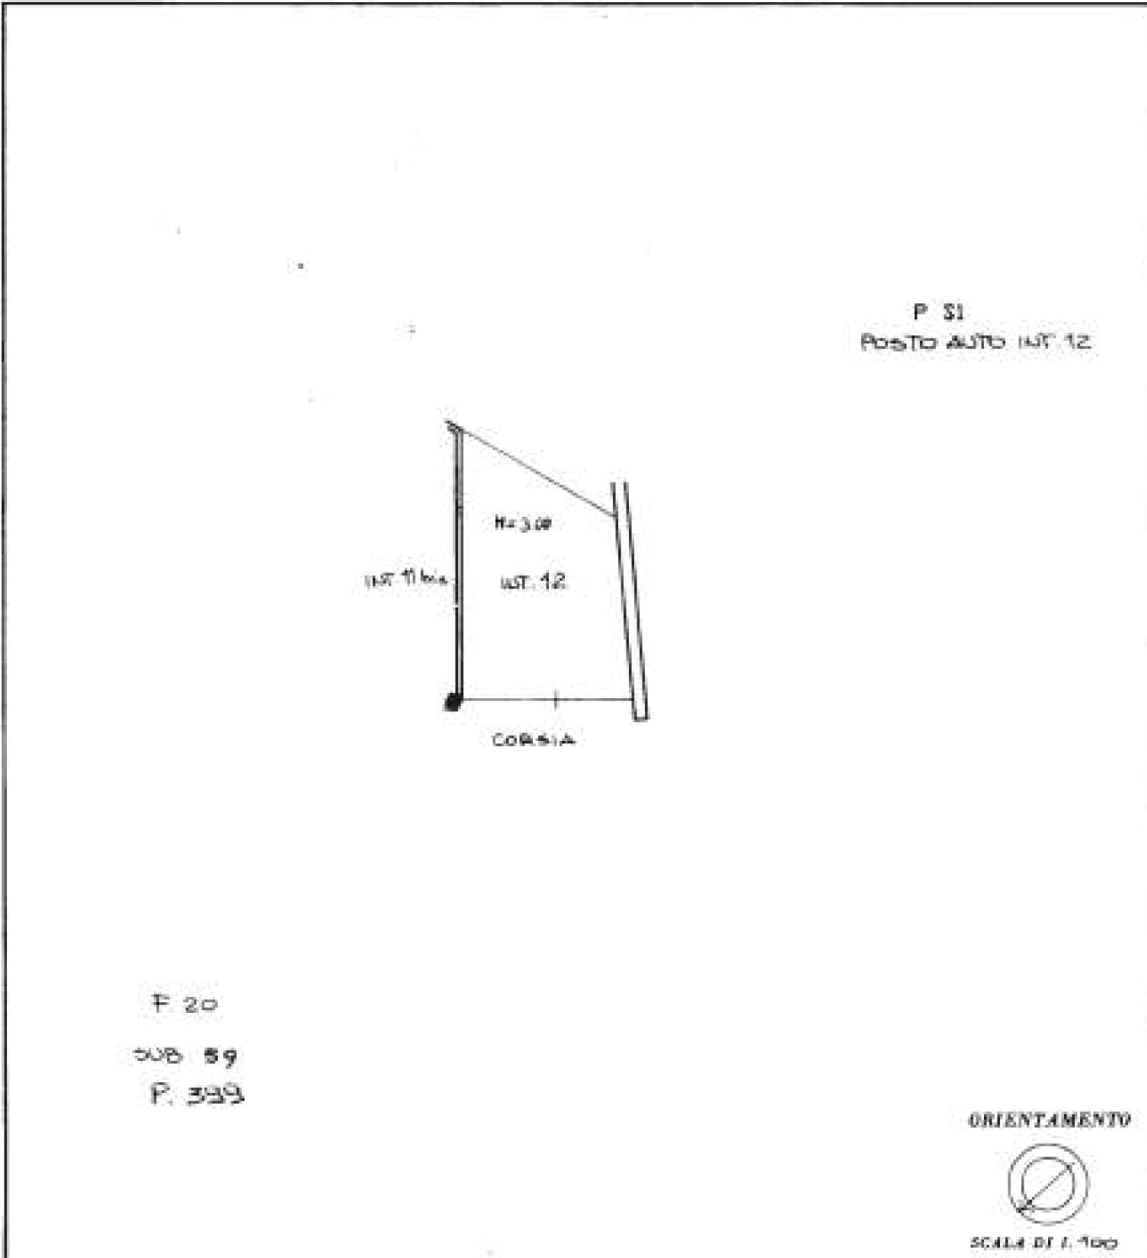 P S1
POSTO AUTO INT. 12
H=3.00
INT 11 bis
INT. 12
CORSIA
F. 20
SUB 59
P. 399
ORIENTAMENTO
SCALA DI 1. 100